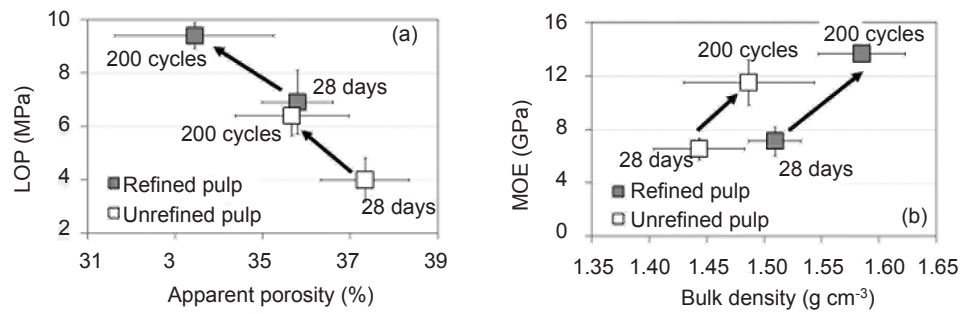 10
8
6
4
2
LOP (MPa)
(a)
200 cycles
28 days
200 cycles
28 days
Refined pulp
Unrefined pulp
31 3 35 37 39
Apparent porosity (%)
16
12
8
4
0
MOE (GPa)
200 cycles
200 cycles
28 days
28 days
Refined pulp
Unrefined pulp
(b)
1.35 1.40 1.45 1.50 1.55 1.60 1.65
Bulk density (g cm-3)